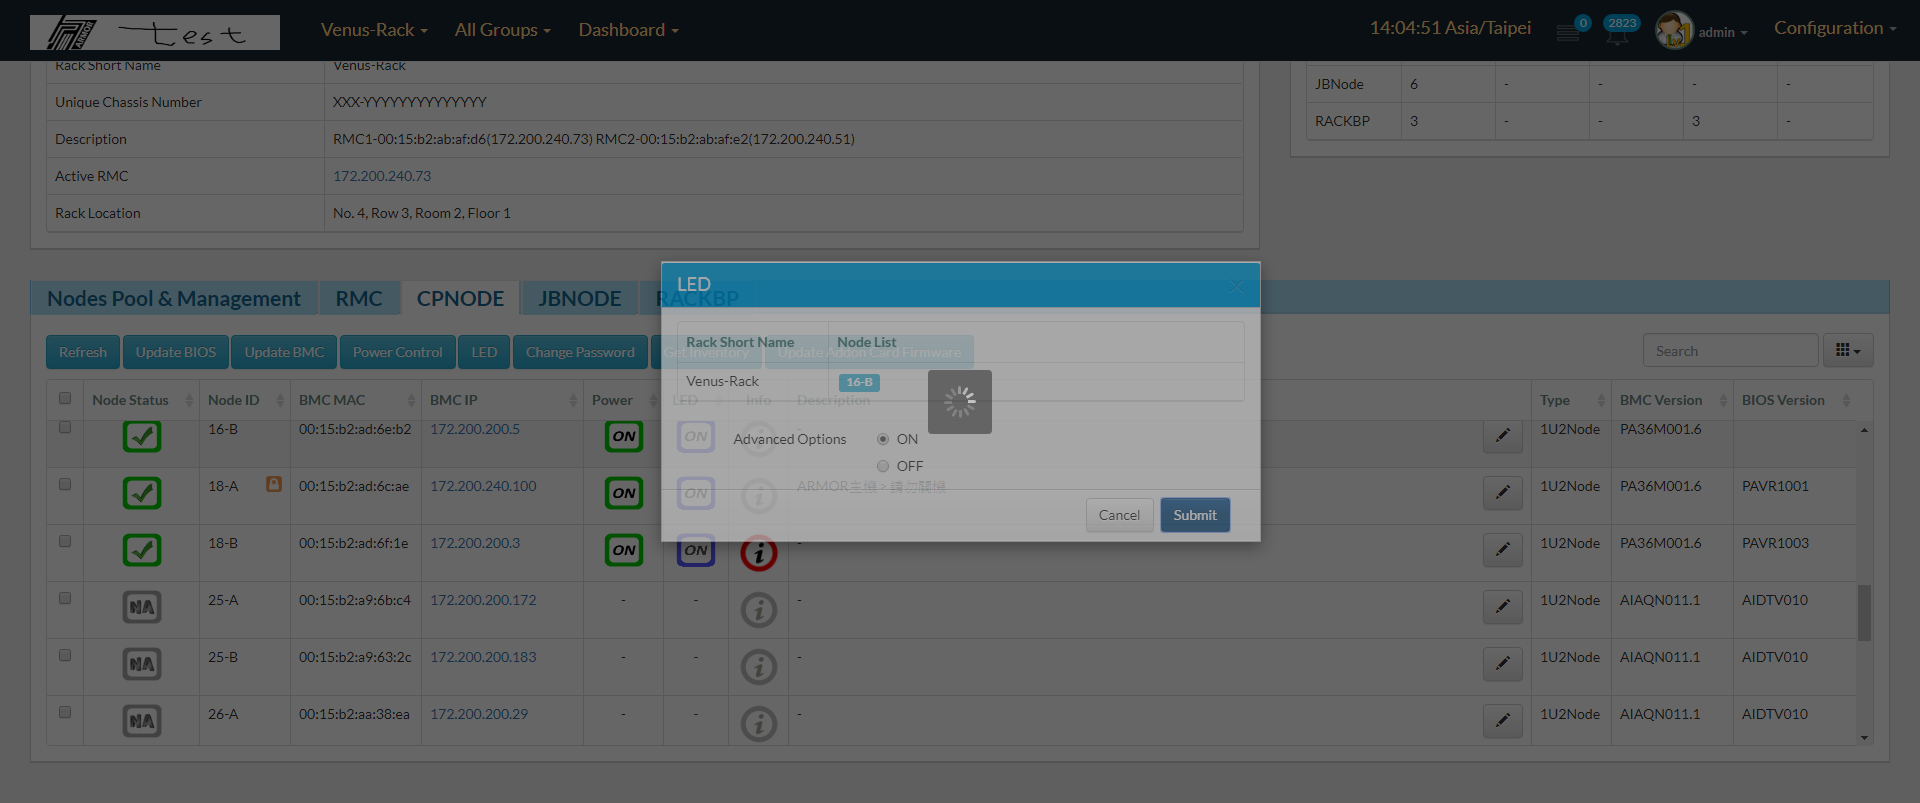 ARMOR test Venus-Rack All Groups Dashboard 14:04:51 Asia/Taipei 0 2823 admin Configuration
Rack Short Name Venus-Rack
Unique Chassis Number XXX-YYYYYYYYYYYYYY
Description RMC1-00:15:b2:ab:af:d6(172.200.240.73) RMC2-00:15:b2:ab:af:e2(172.200.240.51)
Active RMC 172.200.240.73
Rack Location No. 4, Row 3, Room 2, Floor 1
JBNode 6 - - - -
RACKBP 3 - - 3 -
Nodes Pool & Management RMC CPNODE JBNODE RACKBP
Refresh Update BIOS Update BMC Power Control LED Change Password Get Inventory Update Addon Card Firmware Search
Node Status Node ID BMC MAC BMC IP Power LED Info Description Type BMC Version BIOS Version
16-B 00:15:b2:ad:6e:b2 172.200.200.5 ON ON - 1U2Node PA36M001.6
18-A 00:15:b2:ad:6c:ae 172.200.240.100 ON ON ARMOR主機 > 請勿關機 1U2Node PA36M001.6 PAVR1001
18-B 00:15:b2:ad:6f:1e 172.200.200.3 ON ON - 1U2Node PA36M001.6 PAVR1003
NA 25-A 00:15:b2:a9:6b:c4 172.200.200.172 - - - 1U2Node AIAQN011.1 AIDTV010
NA 25-B 00:15:b2:a9:63:2c 172.200.200.183 - - - 1U2Node AIAQN011.1 AIDTV010
NA 26-A 00:15:b2:aa:38:ea 172.200.200.29 - - - 1U2Node AIAQN011.1 AIDTV010
LED
Rack Short Name Node List
Venus-Rack 16-B
Advanced Options ON
OFF
Cancel Submit